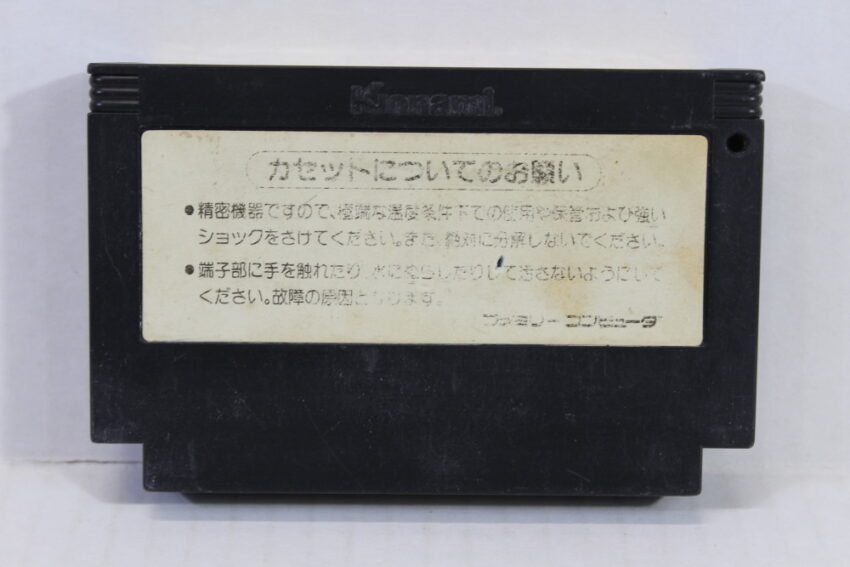 Konami
カセットについてのお願い
●精密機器ですので、極端な温度条件下での使用や保管および強い
ショックをさけてください。また、絶対に分解しないでください。
●端子部に手を触れたり、水にぬらしたりして汚さないようにして
ください。故障の原因となります。
ファミリーコンピュータ